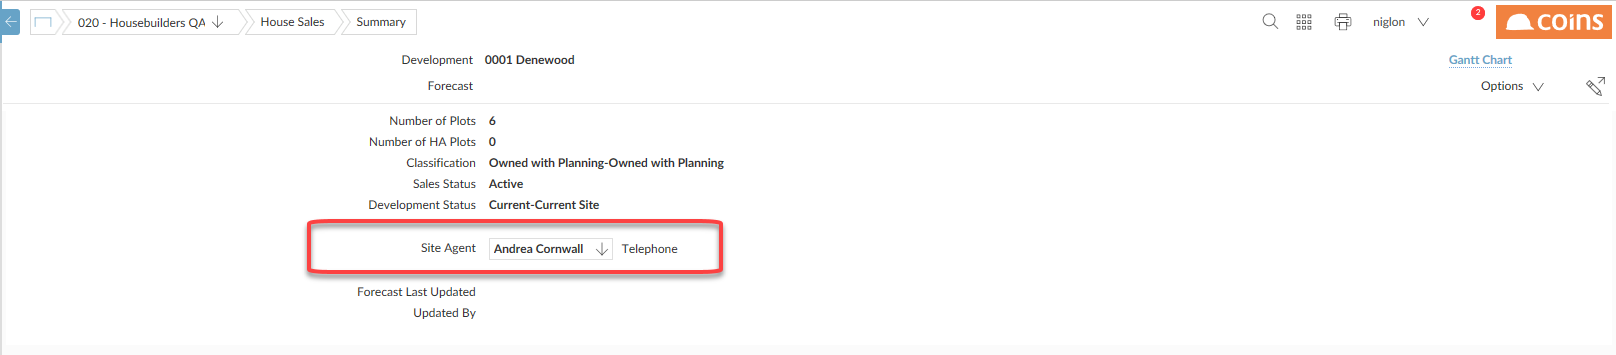 020 - Housebuilders QA House Sales Summary niglon 2 coins
Development 0001 Denewood Gantt Chart
Forecast Options
Number of Plots 6
Number of HA Plots 0
Classification Owned with Planning-Owned with Planning
Sales Status Active
Development Status Current-Current Site
Site Agent Andrea Cornwall Telephone
Forecast Last Updated
Updated By